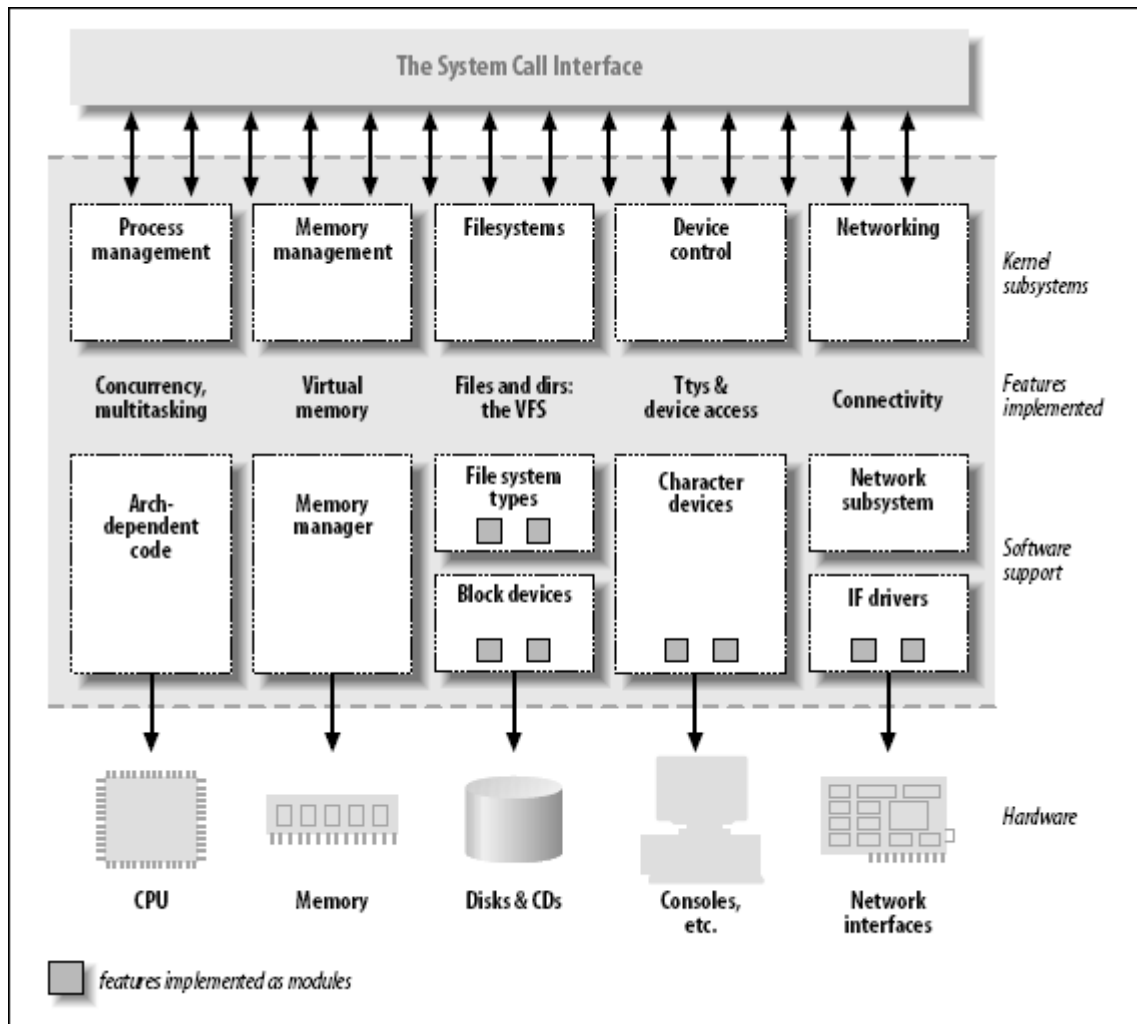 The System Call Interface
Process
management
Memory
management
Filesystems
Device
control
Networking
Kernel
subsystems
Concurrency,
multitasking
Virtual
memory
Files and dirs:
the VFS
Ttys &
device access
Connectivity
Features
implemented
Arch-
dependent
code
Memory
manager
File system
types
Block devices
Character
devices
Network
subsystem
IF drivers
Software
support
Hardware
CPU
Memory
Disks & CDs
Consoles,
etc.
Network
interfaces
features implemented as modules